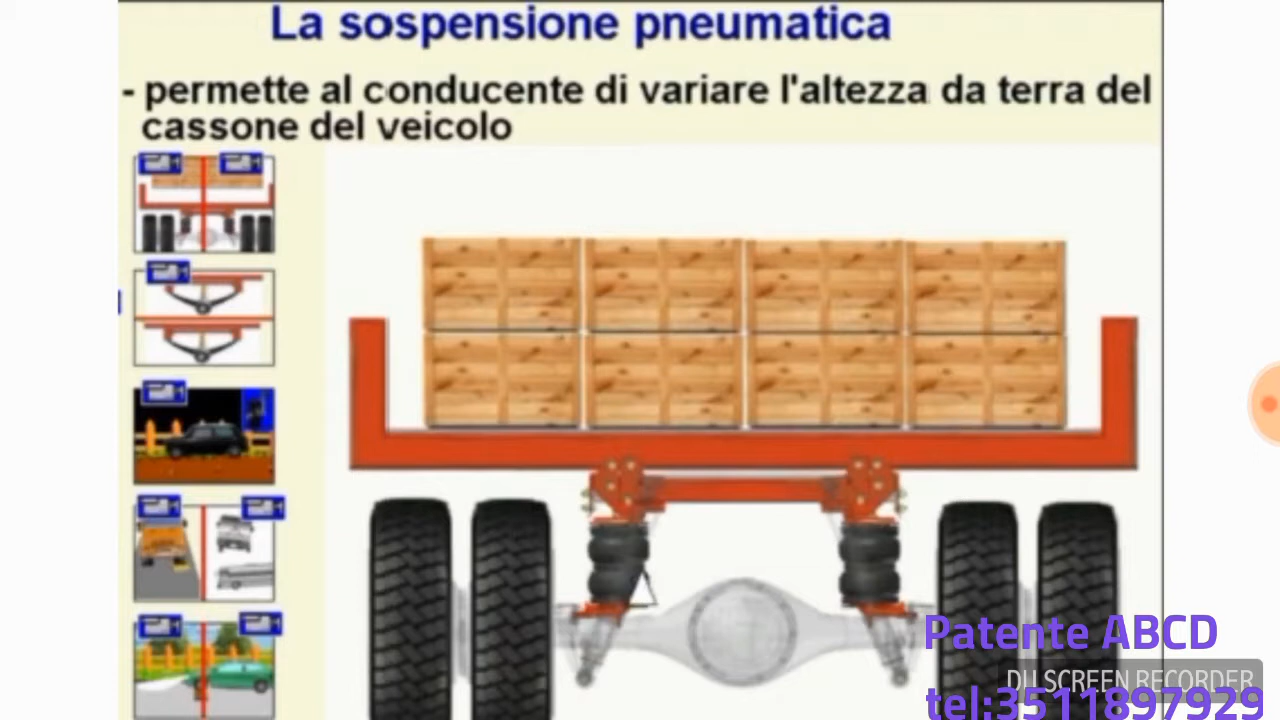 La sospensione pneumatica
- permette al conducente di variare l'altezza da terra del
cassone del veicolo
Patente ABCD
DU SCREEN RECORDER
tel:3511897929